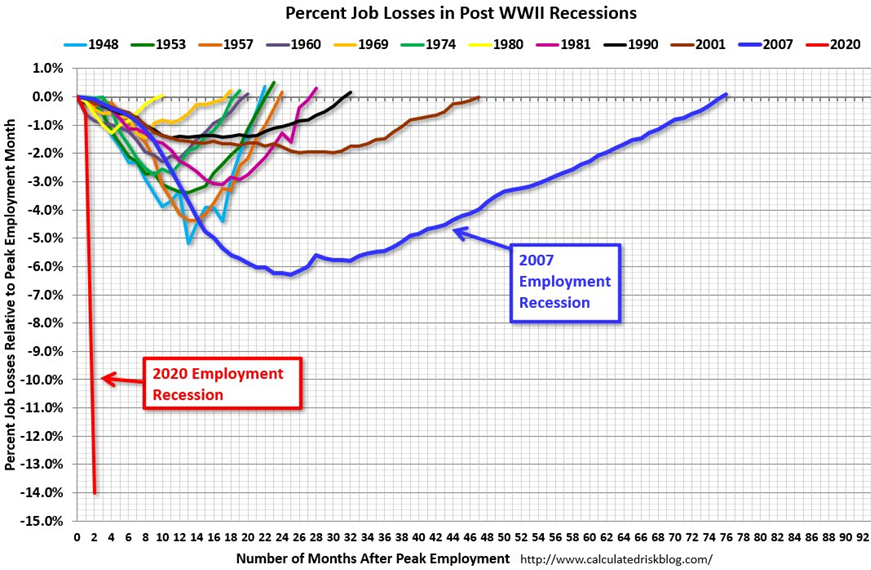 Percent Job Losses in Post WWII Recessions
1948 1953 1957 1960 1969 1974 1980 1981 1990 2001 2007 2020
Percent Job Losses Relative to Peak Employment Month
1.0%
0.0%
-1.0%
-2.0%
-3.0%
-4.0%
-5.0%
-6.0%
-7.0%
-8.0%
-9.0%
-10.0%
-11.0%
-12.0%
-13.0%
-14.0%
-15.0%
2007
Employment
Recession
2020 Employment
Recession
0 2 4 6 8 10 12 14 16 18 20 22 24 26 28 30 32 34 36 38 40 42 44 46 48 50 52 54 56 58 60 62 64 66 68 70 72 74 76 78 80 82 84 86 88 90 92
Number of Months After Peak Employment http://www.calculatedriskblog.com/